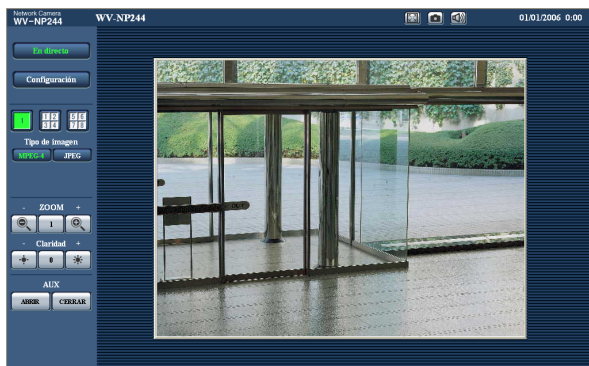 Network Camera
WV-NP244
WV-NP244
01/01/2006 0:00
En directo
Configuración
1
1 2
3 4
5 6
7 8
Tipo de imagen
MPEG-4 JPEG
- ZOOM +
1
- Claridad +
0
AUX
ABRIR CERRAR